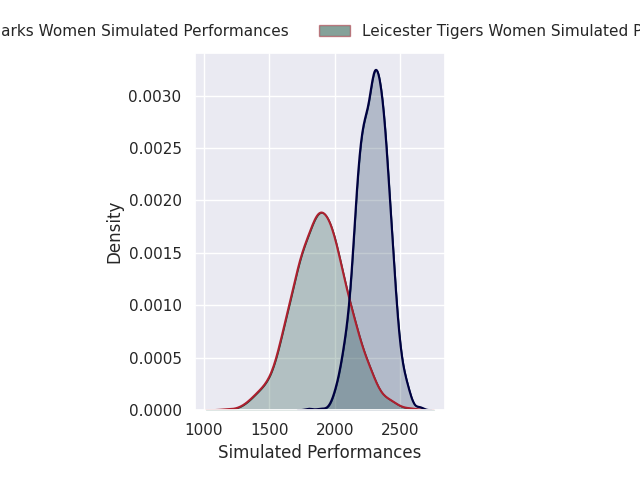 arks Women Simulated Performances Leicester Tigers Women Simulated P
0.0030
0.0025
0.0020
0.0015
0.0010
0.0005
0.0000
Density
1000 1500 2000 2500
Simulated Performances